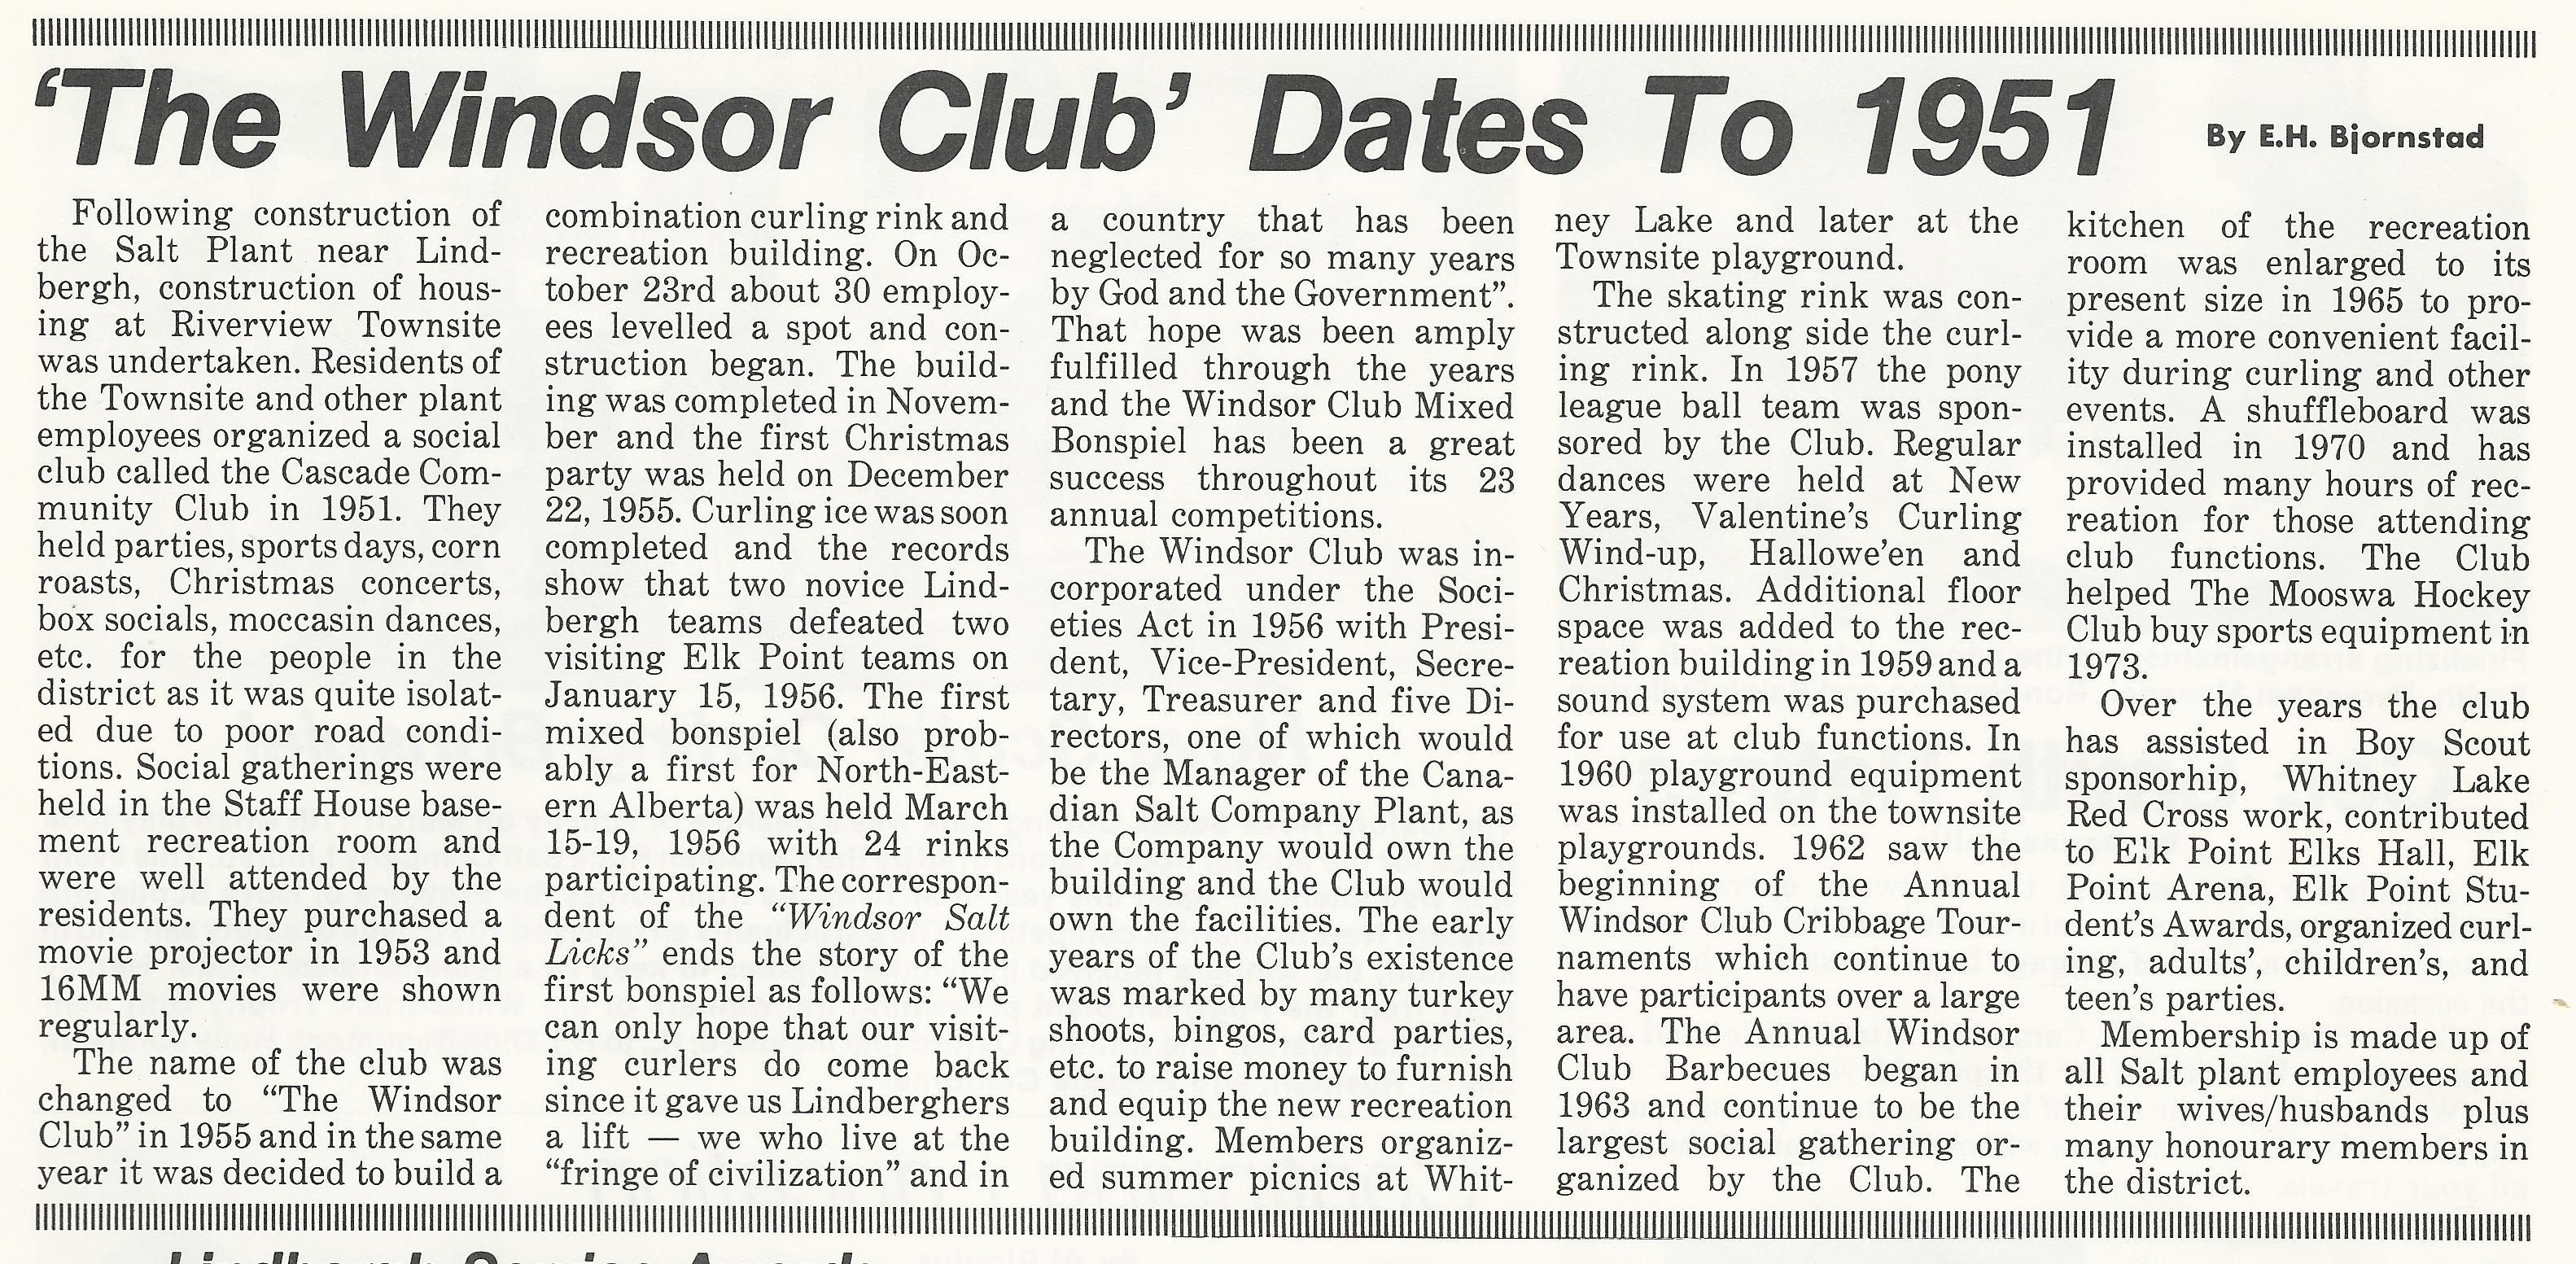 ‘The Windsor Club’ Dates To 1951
By E.H. Bjornstad
Following construction of
the Salt Plant near Lind-
bergh, construction of hous-
ing at Riverview Townsite
was undertaken. Residents of
the Townsite and other plant
employees organized a social
club called the Cascade Com-
munity Club in 1951. They
held parties, sports days, corn
roasts, Christmas concerts,
box socials, moccasin dances,
etc. for the people in the
district as it was quite isolat-
ed due to poor road condi-
tions. Social gatherings were
held in the Staff House base-
ment recreation room and
were well attended by the
residents. They purchased a
movie projector in 1953 and
16MM movies were shown
regularly.
The name of the club was
changed to “The Windsor
Club” in 1955 and in the same
year it was decided to build a
combination curling rink and
recreation building. On Oc-
tober 23rd about 30 employ-
ees levelled a spot and con-
struction began. The build-
ing was completed in Novem-
ber and the first Christmas
party was held on December
22, 1955. Curling ice was soon
completed and the records
show that two novice Lind-
bergh teams defeated two
visiting Elk Point teams on
January 15, 1956. The first
mixed bonspiel (also prob-
ably a first for North-East-
ern Alberta) was held March
15-19, 1956 with 24 rinks
participating. The correspon-
dent of the “Windsor Salt
Licks” ends the story of the
first bonspiel as follows: “We
can only hope that our visit-
ing curlers do come back
since it gave us Lindberghers
a lift — we who live at the
“fringe of civilization” and in
a country that has been
neglected for so many years
by God and the Government”.
That hope was been amply
fulfilled through the years
and the Windsor Club Mixed
Bonspiel has been a great
success throughout its 23
annual competitions.
The Windsor Club was in-
corporated under the Soci-
eties Act in 1956 with Presi-
dent, Vice-President, Secre-
tary, Treasurer and five Di-
rectors, one of which would
be the Manager of the Cana-
dian Salt Company Plant, as
the Company would own the
building and the Club would
own the facilities. The early
years of the Club’s existence
was marked by many turkey
shoots, bingos, card parties,
etc. to raise money to furnish
and equip the new recreation
building. Members organiz-
ed summer picnics at Whit-
ney Lake and later at the
Townsite playground.
The skating rink was con-
structed along side the curl-
ing rink. In 1957 the pony
league ball team was spon-
sored by the Club. Regular
dances were held at New
Years, Valentine’s Curling
Wind-up, Hallowe’en and
Christmas. Additional floor
space was added to the rec-
reation building in 1959 and a
sound system was purchased
for use at club functions. In
1960 playground equipment
was installed on the townsite
playgrounds. 1962 saw the
beginning of the Annual
Windsor Club Cribbage Tour-
naments which continue to
have participants over a large
area. The Annual Windsor
Club Barbecues began in
1963 and continue to be the
largest social gathering or-
ganized by the Club. The
kitchen of the recreation
room was enlarged to its
present size in 1965 to pro-
vide a more convenient facil-
ity during curling and other
events. A shuffleboard was
installed in 1970 and has
provided many hours of rec-
reation for those attending
club functions. The Club
helped The Mooswa Hockey
Club buy sports equipment in
1973.
Over the years the club
has assisted in Boy Scout
sponsorhip, Whitney Lake
Red Cross work, contributed
to Elk Point Elks Hall, Elk
Point Arena, Elk Point Stu-
dent’s Awards, organized curl-
ing, adults’, children’s, and
teen’s parties.
Membership is made up of
all Salt plant employees and
their wives/husbands plus
many honourary members in
the district.